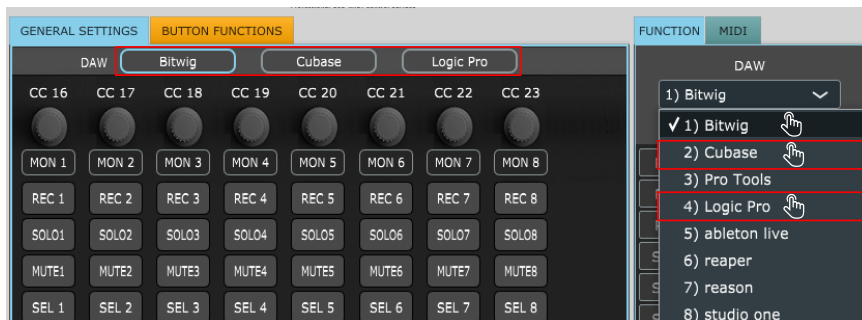 GENERAL SETTINGS BUTTON FUNCTIONS
DAW Bitwig Cubase Logic Pro
CC 16 CC 17 CC 18 CC 19 CC 20 CC 21 CC 22 CC 23
MON 1 MON 2 MON 3 MON 4 MON 5 MON 6 MON 7 MON 8
REC 1 REC 2 REC 3 REC 4 REC 5 REC 6 REC 7 REC 8
SOLO1 SOLO2 SOLO3 SOLO4 SOLO5 SOLO6 SOLO7 SOLO8
MUTE1 MUTE2 MUTE3 MUTE4 MUTE5 MUTE6 MUTE7 MUTE8
SEL 1 SEL 2 SEL 3 SEL 4 SEL 5 SEL 6 SEL 7 SEL 8
FUNCTION MIDI
DAW
1) Bitwig
✓ 1) Bitwig
2) Cubase
3) Pro Tools
4) Logic Pro
5) ableton live
6) reaper
7) reason
8) studio one